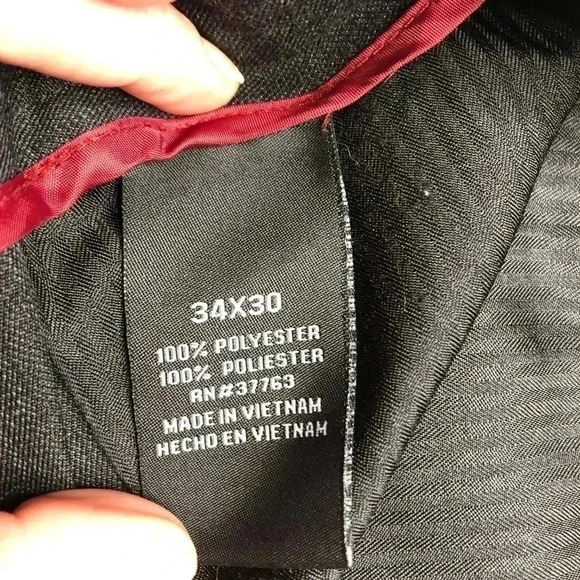 34X30
100% POLYESTER
100% POLIESTER
RN#37763
MADE IN VIETNAM
HECHO EN VIETNAM